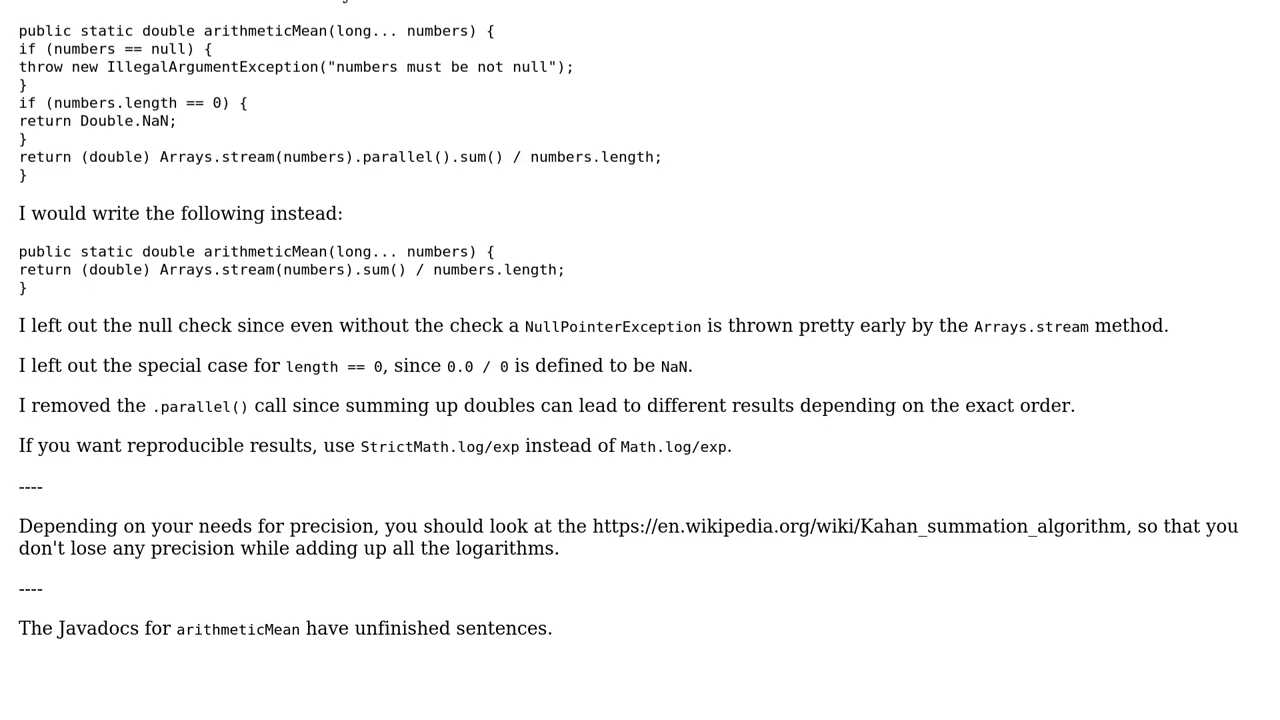 public static double arithmeticMean(long... numbers) {
if (numbers == null) {
throw new IllegalArgumentException("numbers must be not null");
}
if (numbers.length == 0) {
return Double.NaN;
}
return (double) Arrays.stream(numbers).parallel().sum() / numbers.length;
}
I would write the following instead:
public static double arithmeticMean(long... numbers) {
return (double) Arrays.stream(numbers).sum() / numbers.length;
}
I left out the null check since even without the check a NullPointerException is thrown pretty early by the Arrays.stream method.
I left out the special case for length == 0, since 0.0 / 0 is defined to be NaN.
I removed the .parallel() call since summing up doubles can lead to different results depending on the exact order.
If you want reproducible results, use StrictMath.log/exp instead of Math.log/exp.
----
Depending on your needs for precision, you should look at the https://en.wikipedia.org/wiki/Kahan_summation_algorithm, so that you
don't lose any precision while adding up all the logarithms.
----
The Javadocs for arithmeticMean have unfinished sentences.